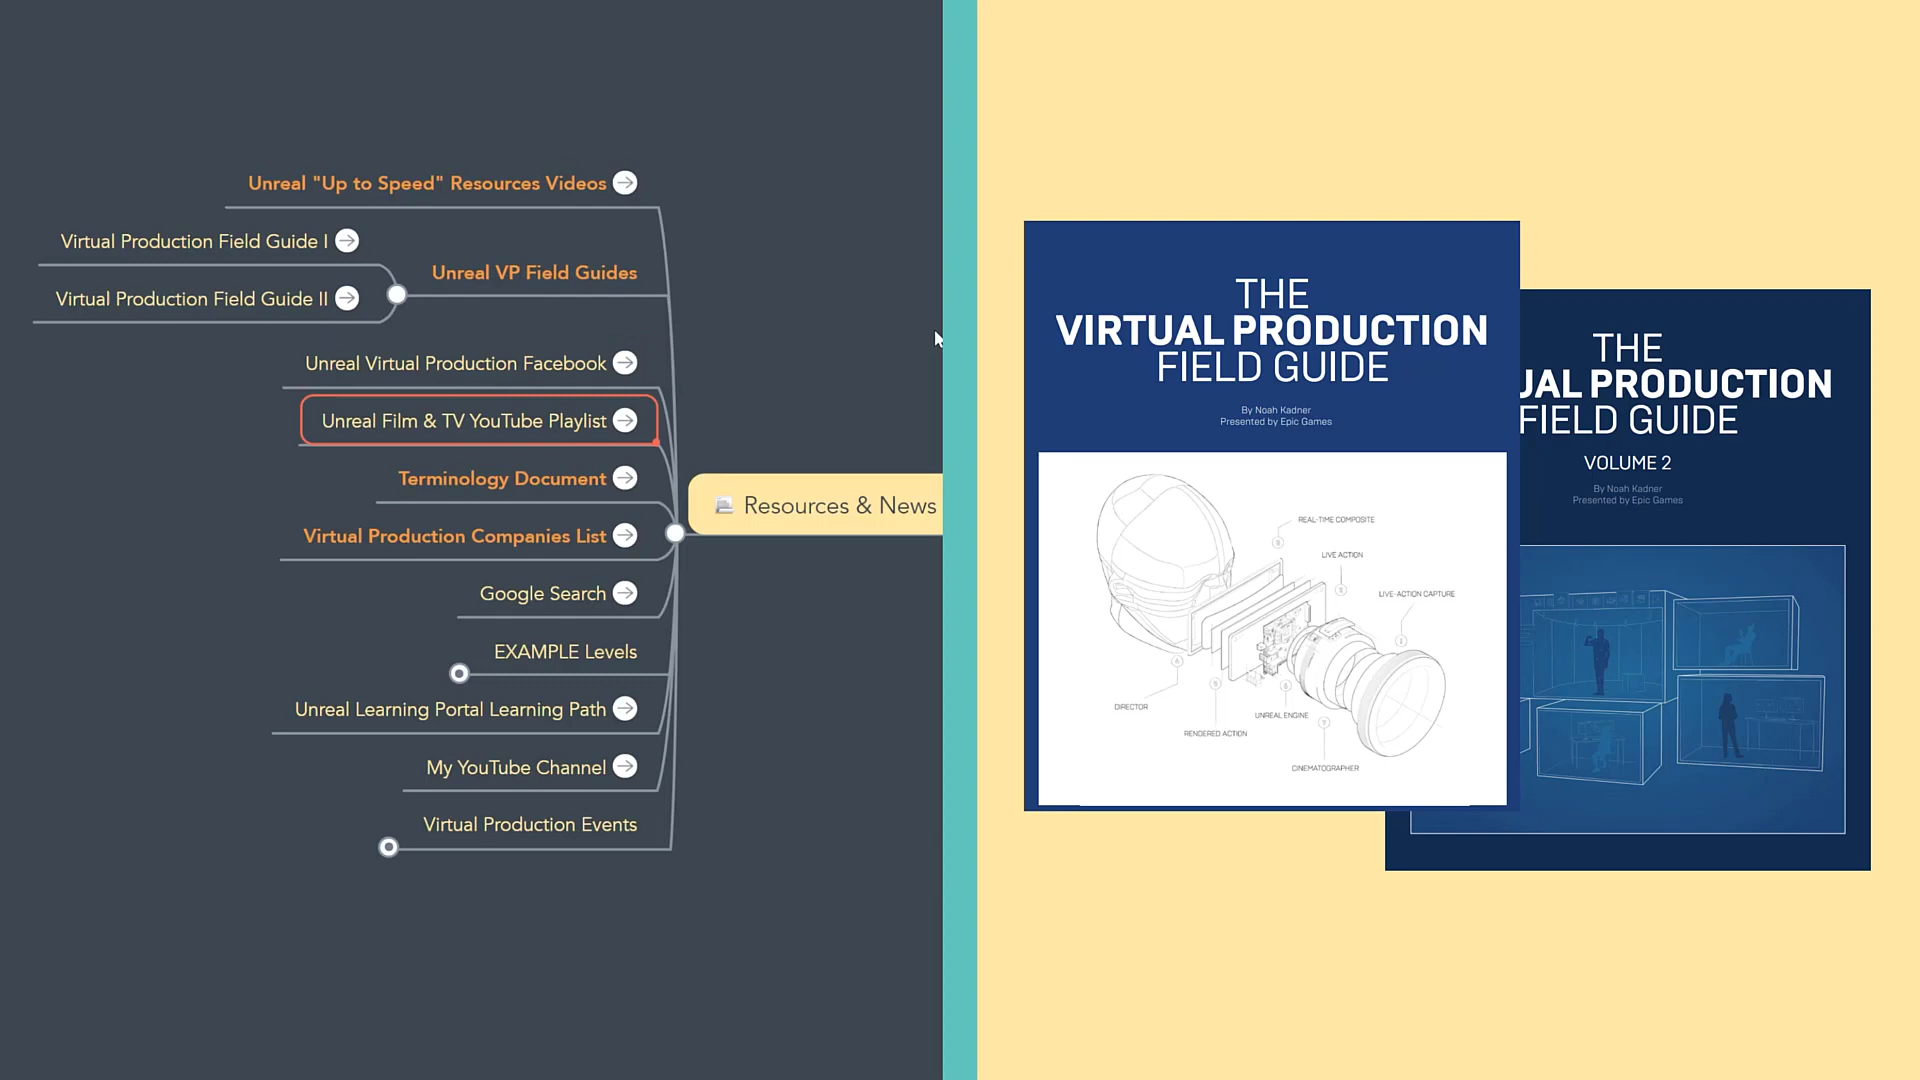 Unreal "Up to Speed" Resources Videos
Virtual Production Field Guide I
Unreal VP Field Guides
Virtual Production Field Guide II
Unreal Virtual Production Facebook
Unreal Film & TV YouTube Playlist
Terminology Document
Resources & News
Virtual Production Companies List
Google Search
EXAMPLE Levels
Unreal Learning Portal Learning Path
My YouTube Channel
Virtual Production Events
THE
VIRTUAL PRODUCTION
FIELD GUIDE
By Noah Kadner
Presented by Epic Games
REAL-TIME COMPOSITE
LIVE ACTION
LIVE-ACTION CAPTURE
DIRECTOR
UNREAL ENGINE
RENDERED ACTION
CINEMATOGRAPHER
THE
UAL PRODUCTION
FIELD GUIDE
VOLUME 2
By Noah Kadner
Presented by Epic Games